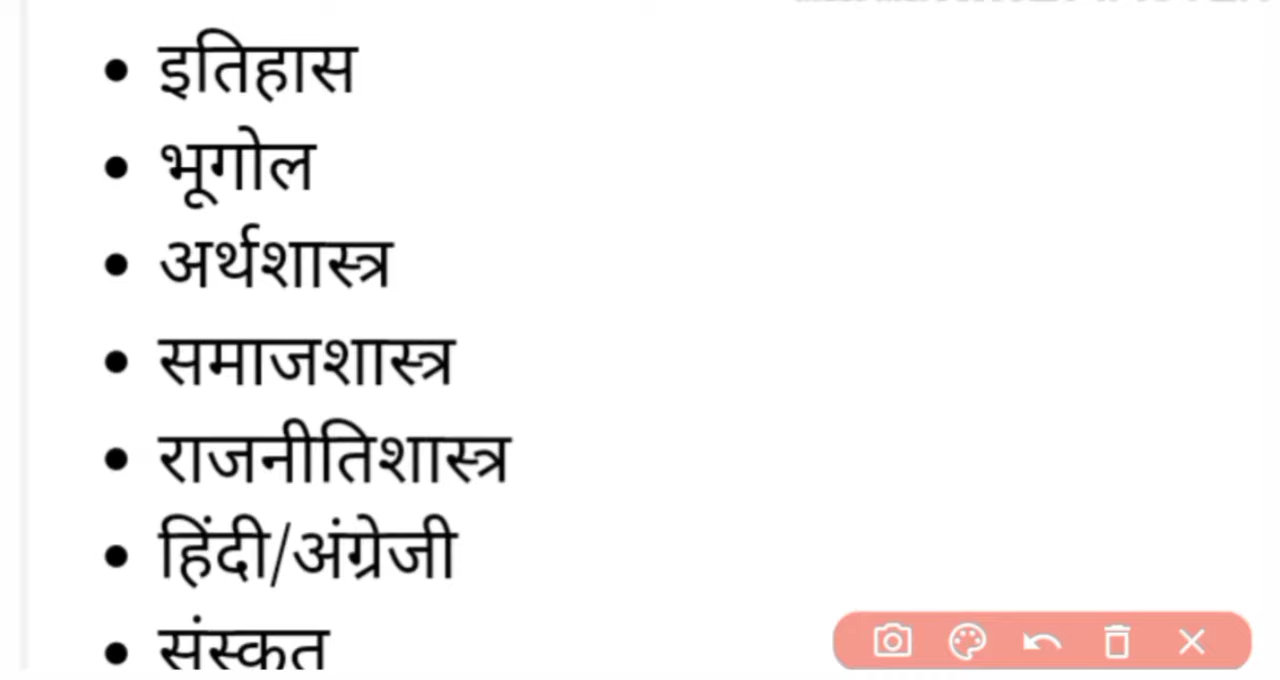 • इतिहास
• भूगोल
• अर्थशास्त्र
• समाजशास्त्र
• राजनीतिशास्त्र
• हिंदी/अंग्रेजी
• संस्कृत